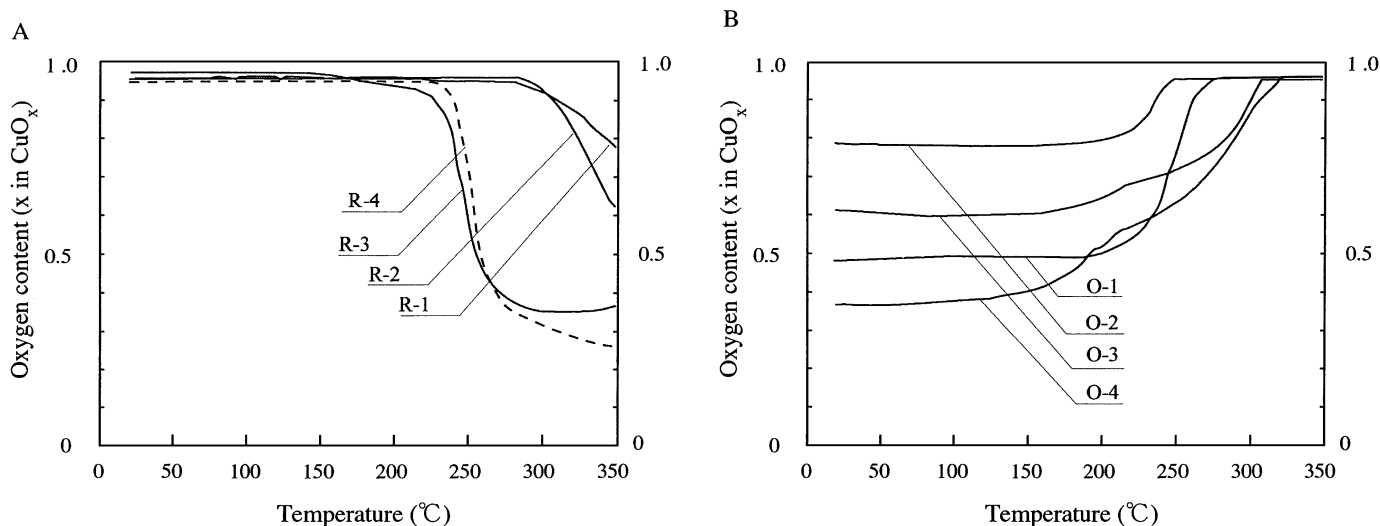 A
Oxygen content (x in CuOx)
1.0
0.5
0
1.0
0.5
0
R-4
R-3
R-2
R-1
0 50 100 150 200 250 300 350
Temperature (℃)
B
Oxygen content (x in CuOx)
1.0
0.5
0
1.0
0.5
0
O-1
O-2
O-3
O-4
0 50 100 150 200 250 300 350
Temperature (℃)